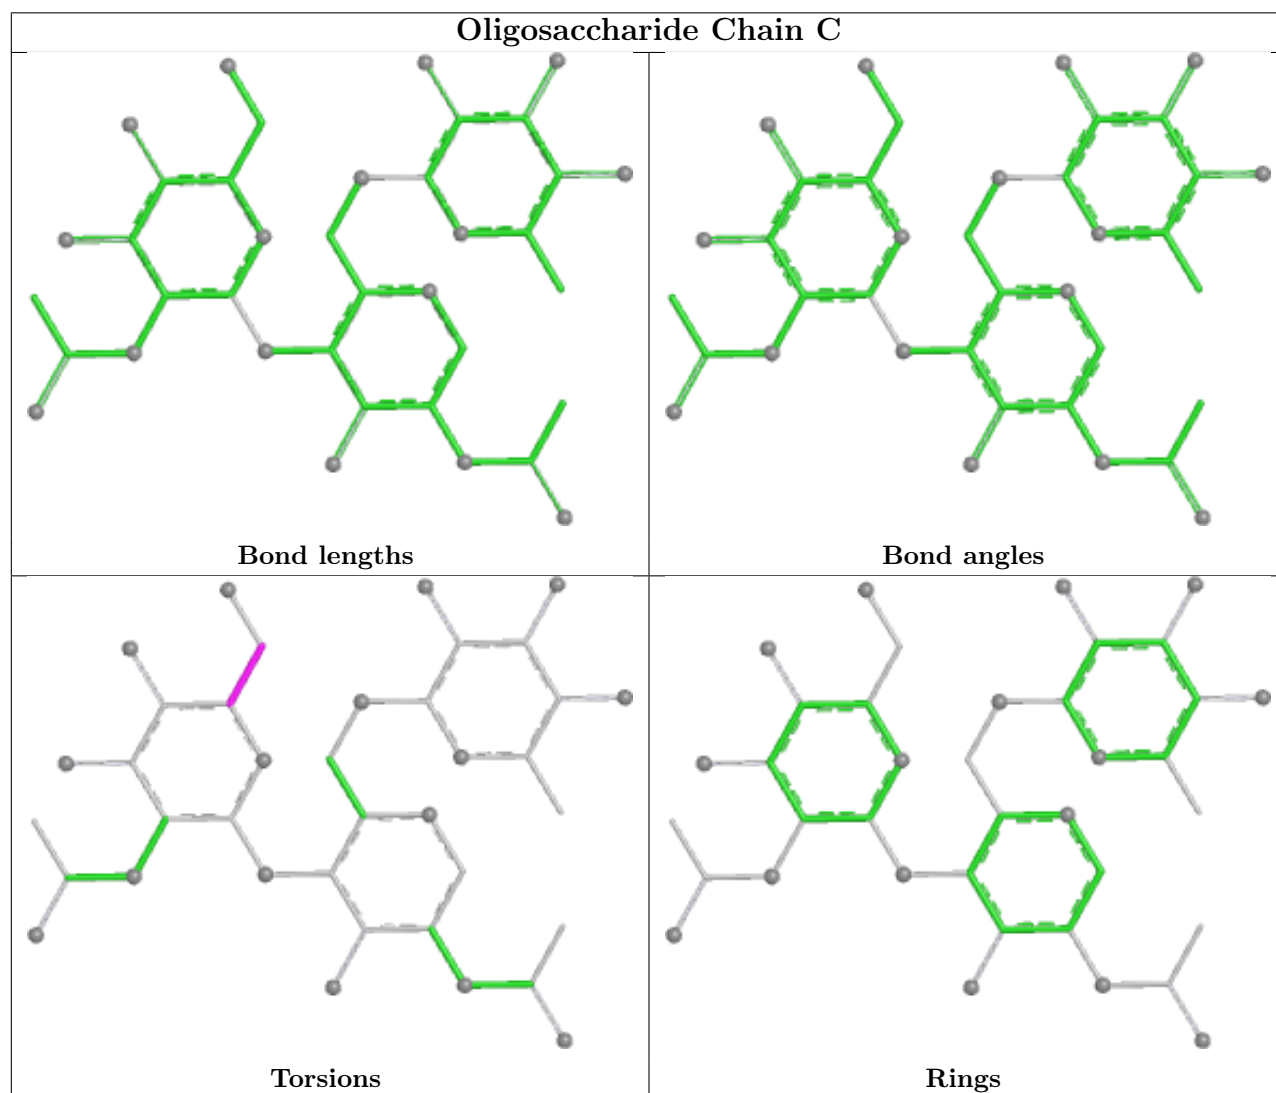 Oligosaccharide Chain C
Bond lengths
Bond angles
Torsions
Rings